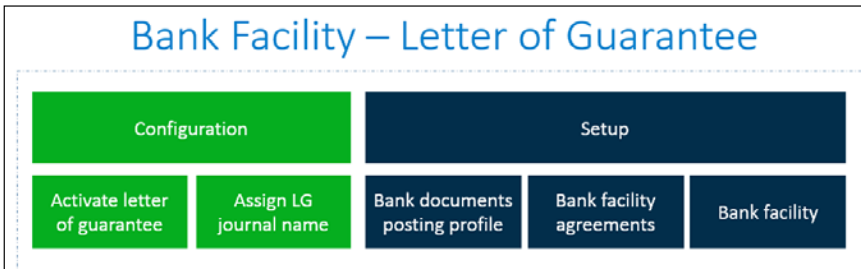 Bank Facility – Letter of Guarantee
Configuration
Setup
Activate letter
of guarantee
Assign LG
journal name
Bank documents
posting profile
Bank facility
agreements
Bank facility